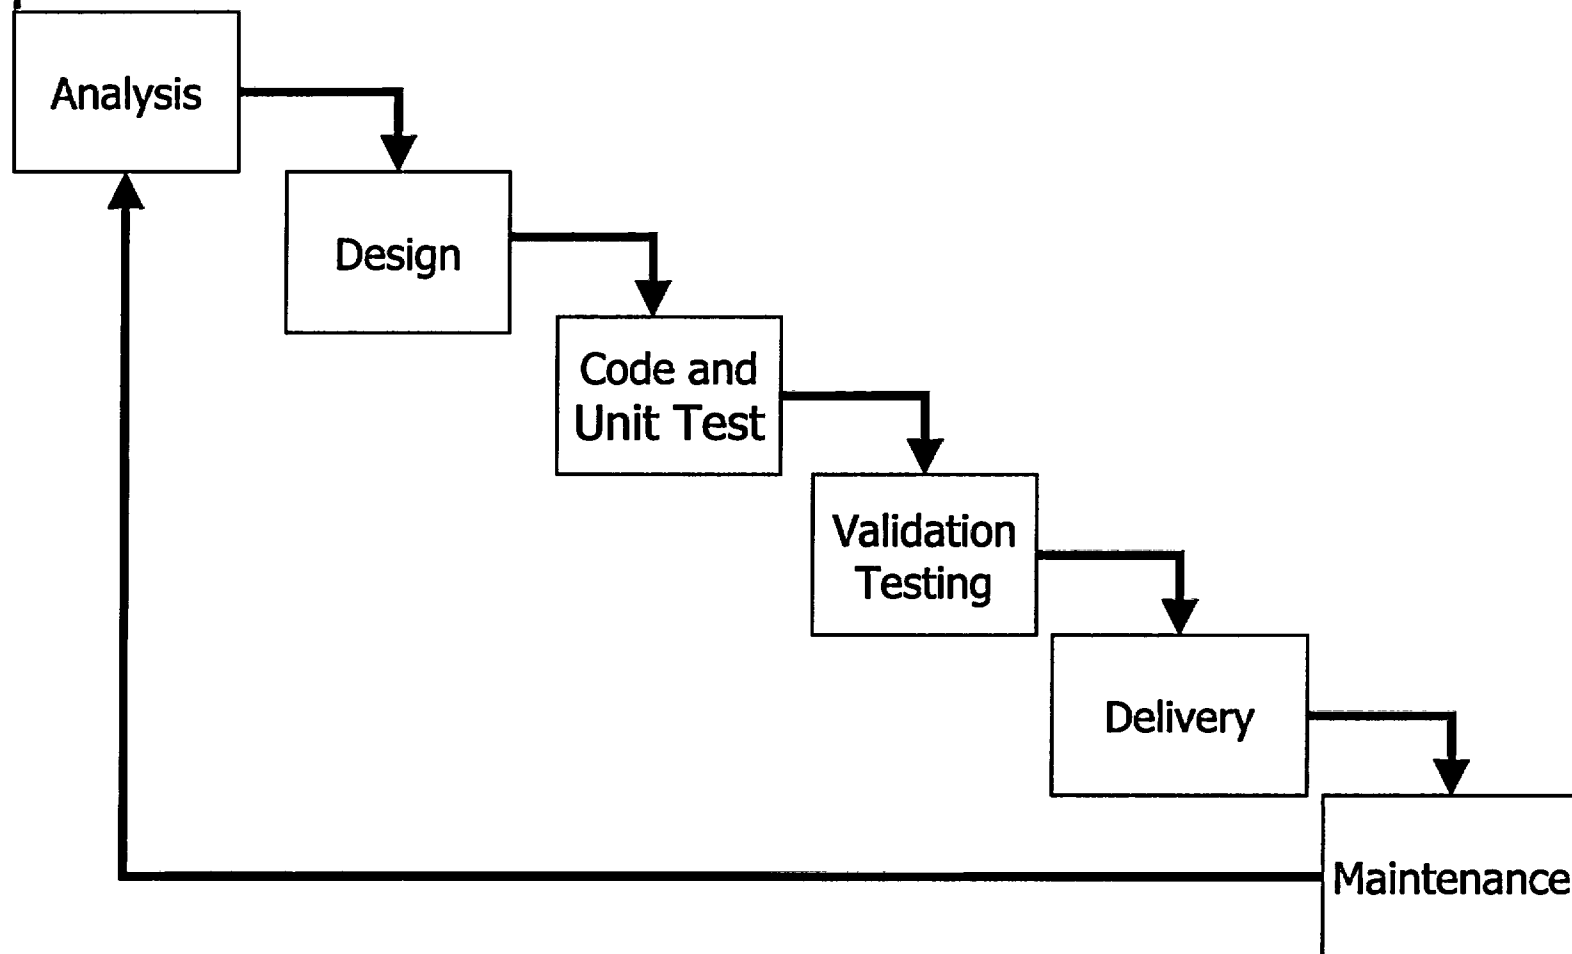 Analysis
Design
Code and
Unit Test
Validation
Testing
Delivery
Maintenance